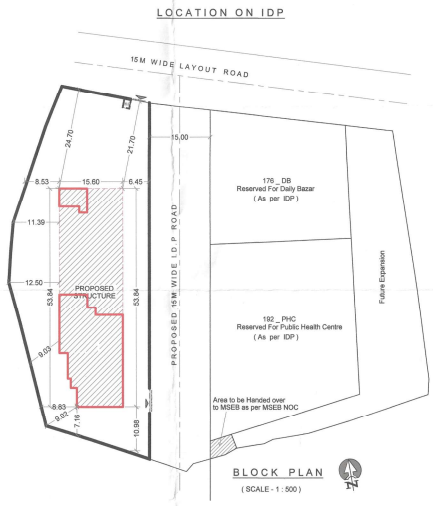 LOCATION ON IDP
15M WIDE LAYOUT ROAD
24.70
21.70
15.00
8.53
15.60
6.45
176 _ DB
Reserved For Daily Bazar
( As per IDP )
11.39
PROPOSED 15M WIDE I.D.P ROAD
12.50
53.84
PROPOSED
STRUCTURE
53.84
Future Expansion
192 _ PHC
Reserved For Public Health Centre
( As per IDP )
9.03
8.83
9.02
7.16
10.98
Area to be Handed over
to MSEB as per MSEB NOC
BLOCK PLAN
( SCALE - 1 : 500 )
N